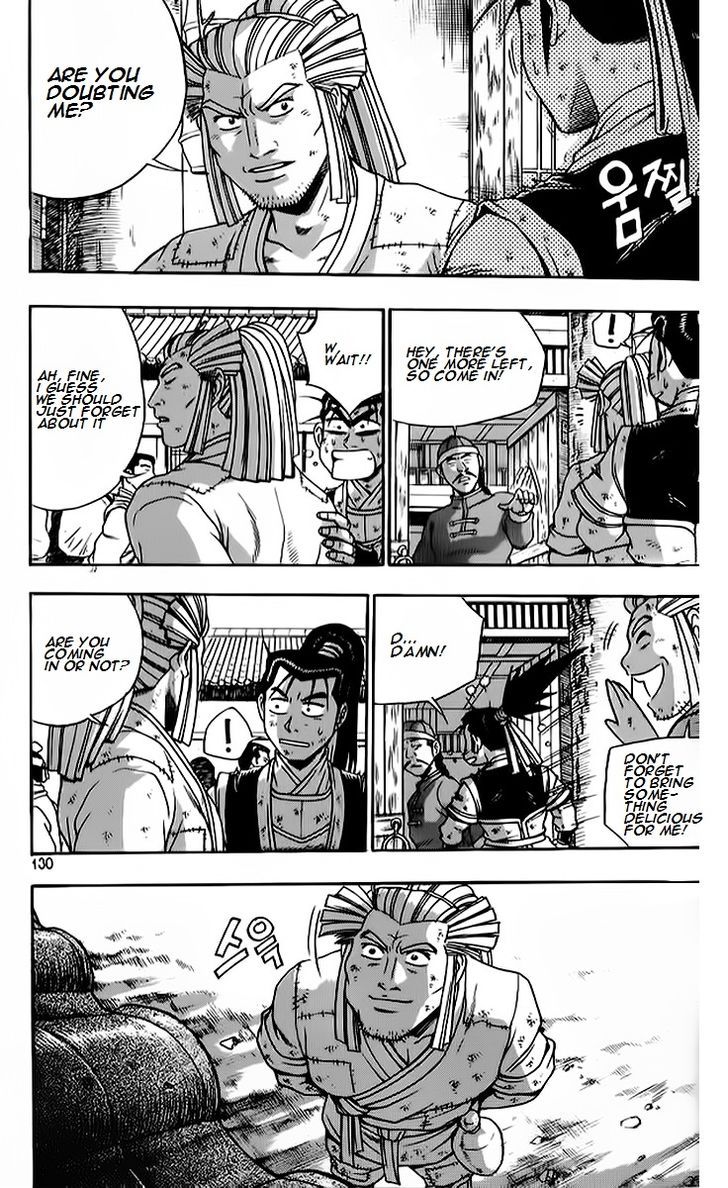 ARE YOU
DOUBTING
ME?
움찔
AH, FINE,
I GUESS
WE SHOULD
JUST FORGET
ABOUT IT
W..
WAIT!!
HEY, THERE'S
ONE MORE LEFT,
SO COME IN!
!
ARE YOU
COMING
IN OR NOT?
!
D...
DAMN!
DON'T
FORGET
TO BRING
SOME-
THING
DELICIOUS
FOR ME!
130
스윽